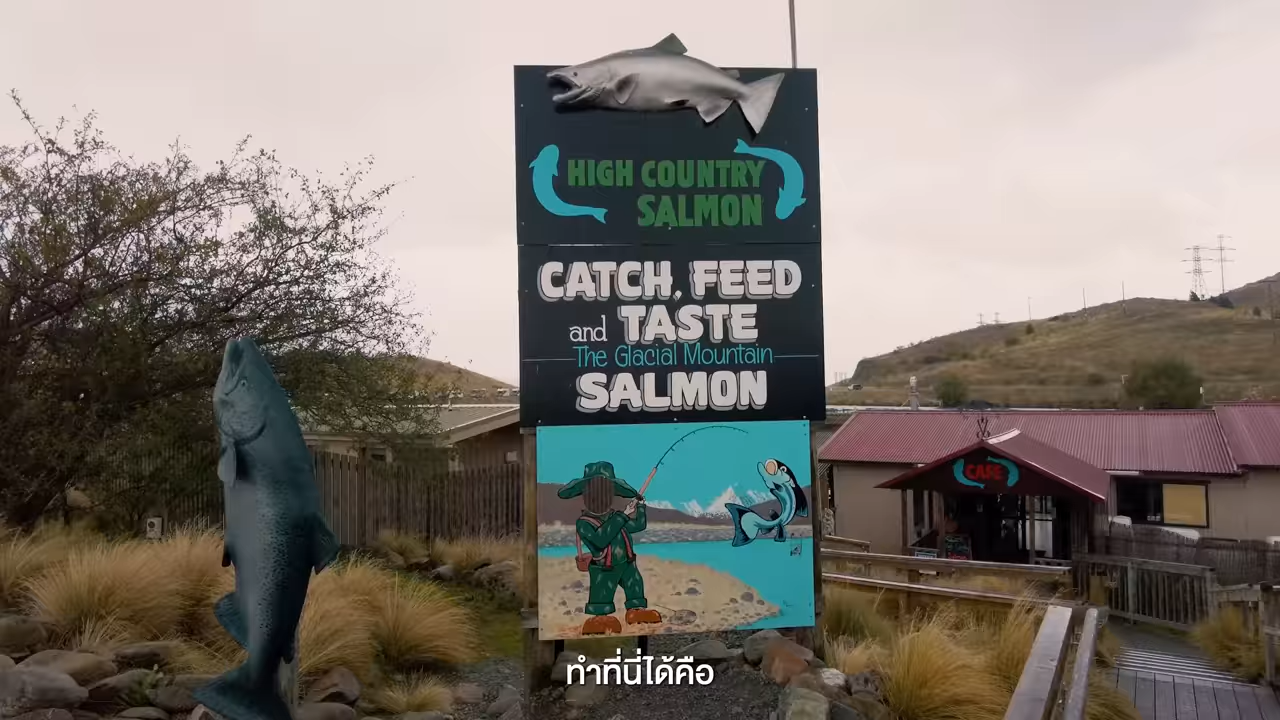 HIGH COUNTRY
SALMON
CATCH, FEED
and TASTE
The Glacial Mountain
SALMON
CAFE
ทำที่นี่ได้คือ